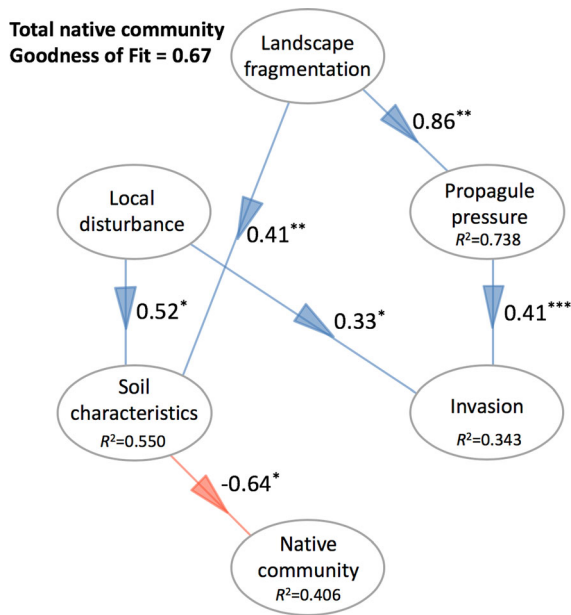 Total native community
Goodness of Fit = 0.67
Landscape
fragmentation
0.86**
Local
disturbance
Propagule
pressure
R²=0.738
0.41**
0.52*
0.33*
0.41***
Soil
characteristics
R²=0.550
Invasion
R²=0.343
-0.64*
Native
community
R²=0.406